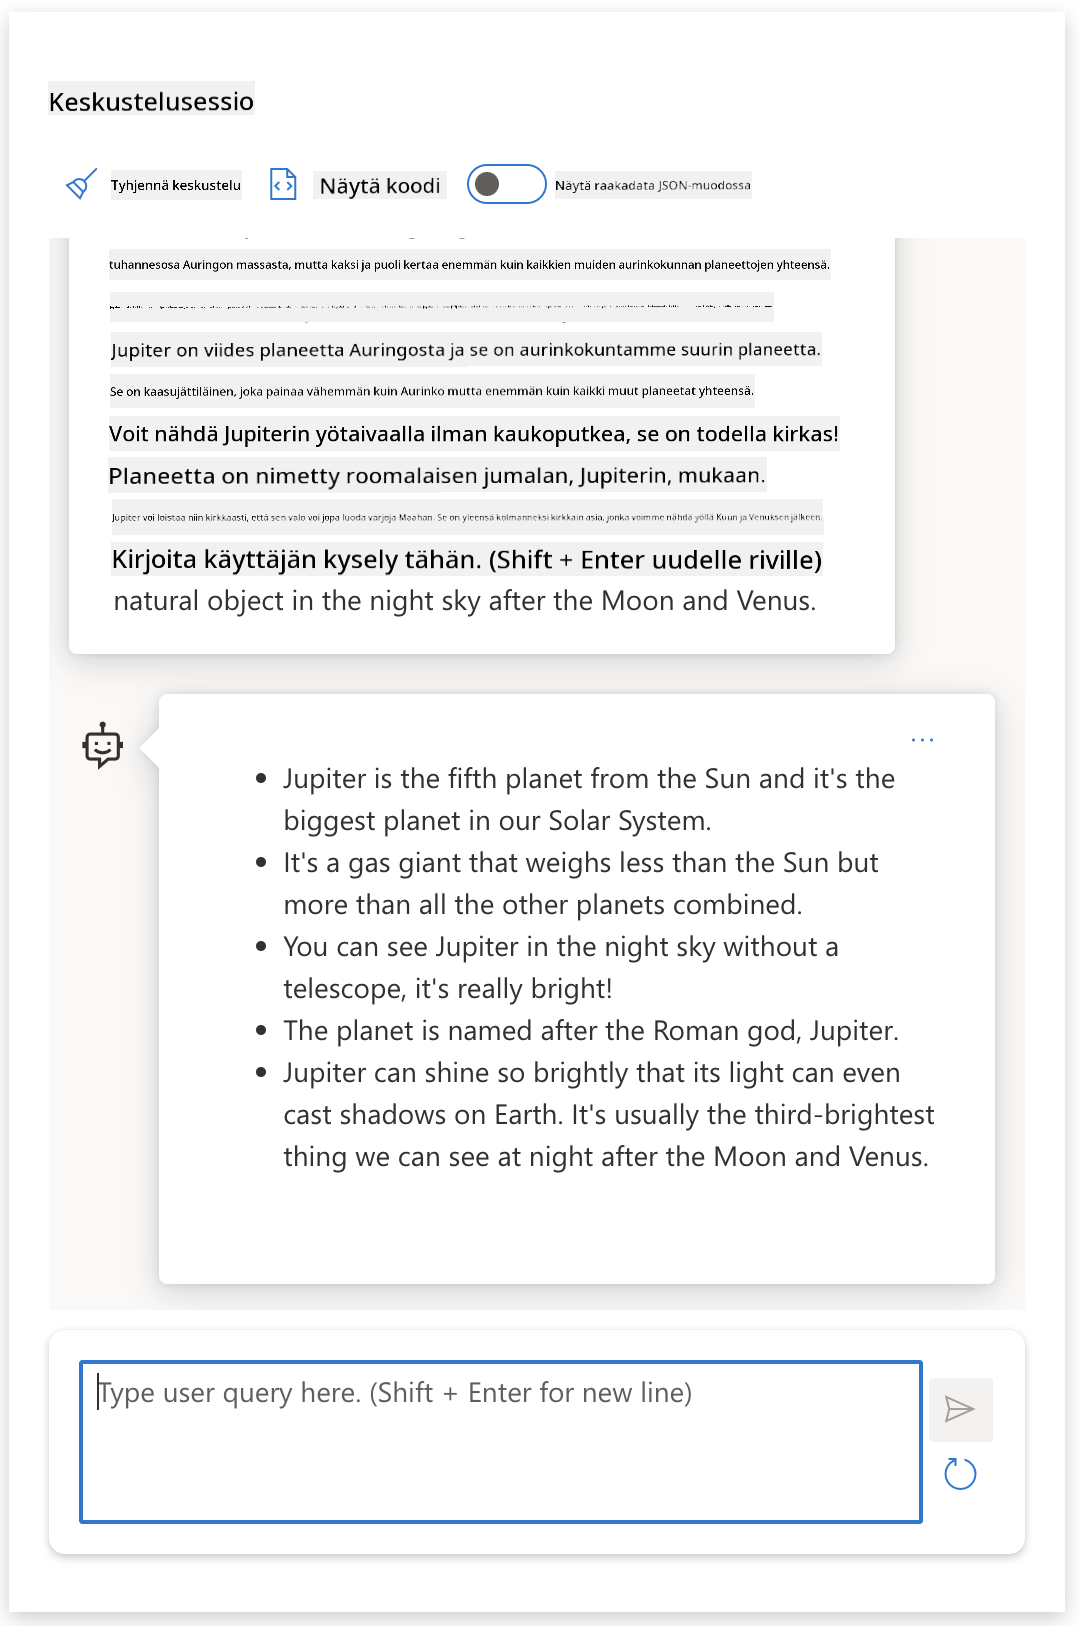 Keskustelusessio
Tyhjennä keskustelu
Näytä koodi
Näytä raakadata JSON-muodossa
tuhannesosa Auringon massasta, mutta kaksi ja puoli kertaa enemmän kuin kaikkien muiden aurinkokunnan planeettojen yhteensä.
Jupiter on viides planeetta Auringosta ja se on aurinkokuntamme suurin planeetta.
Se on kaasujättiläinen, joka painaa vähemmän kuin Aurinko mutta enemmän kuin kaikki muut planeetat yhteensä.
Voit nähdä Jupiterin yötaivaalla ilman kaukoputkea, se on todella kirkas!
Planeetta on nimetty roomalaisen jumalan, Jupiterin, mukaan.
Jupiter voi loistaa niin kirkkaasti, että sen valo voi jopa luoda varjoja Maahan. Se on yleensä kolmanneksi kirkkain asia, jonka voimme nähdä yöllä Kuun ja Venuksen jälkeen.
Kirjoita käyttäjän kysely tähän. (Shift + Enter uudelle riville)
natural object in the night sky after the Moon and Venus.
Jupiter is the fifth planet from the Sun and it's the
biggest planet in our Solar System.
It's a gas giant that weighs less than the Sun but
more than all the other planets combined.
You can see Jupiter in the night sky without a
telescope, it's really bright!
The planet is named after the Roman god, Jupiter.
Jupiter can shine so brightly that its light can even
cast shadows on Earth. It's usually the third-brightest
thing we can see at night after the Moon and Venus.
Type user query here. (Shift + Enter for new line)